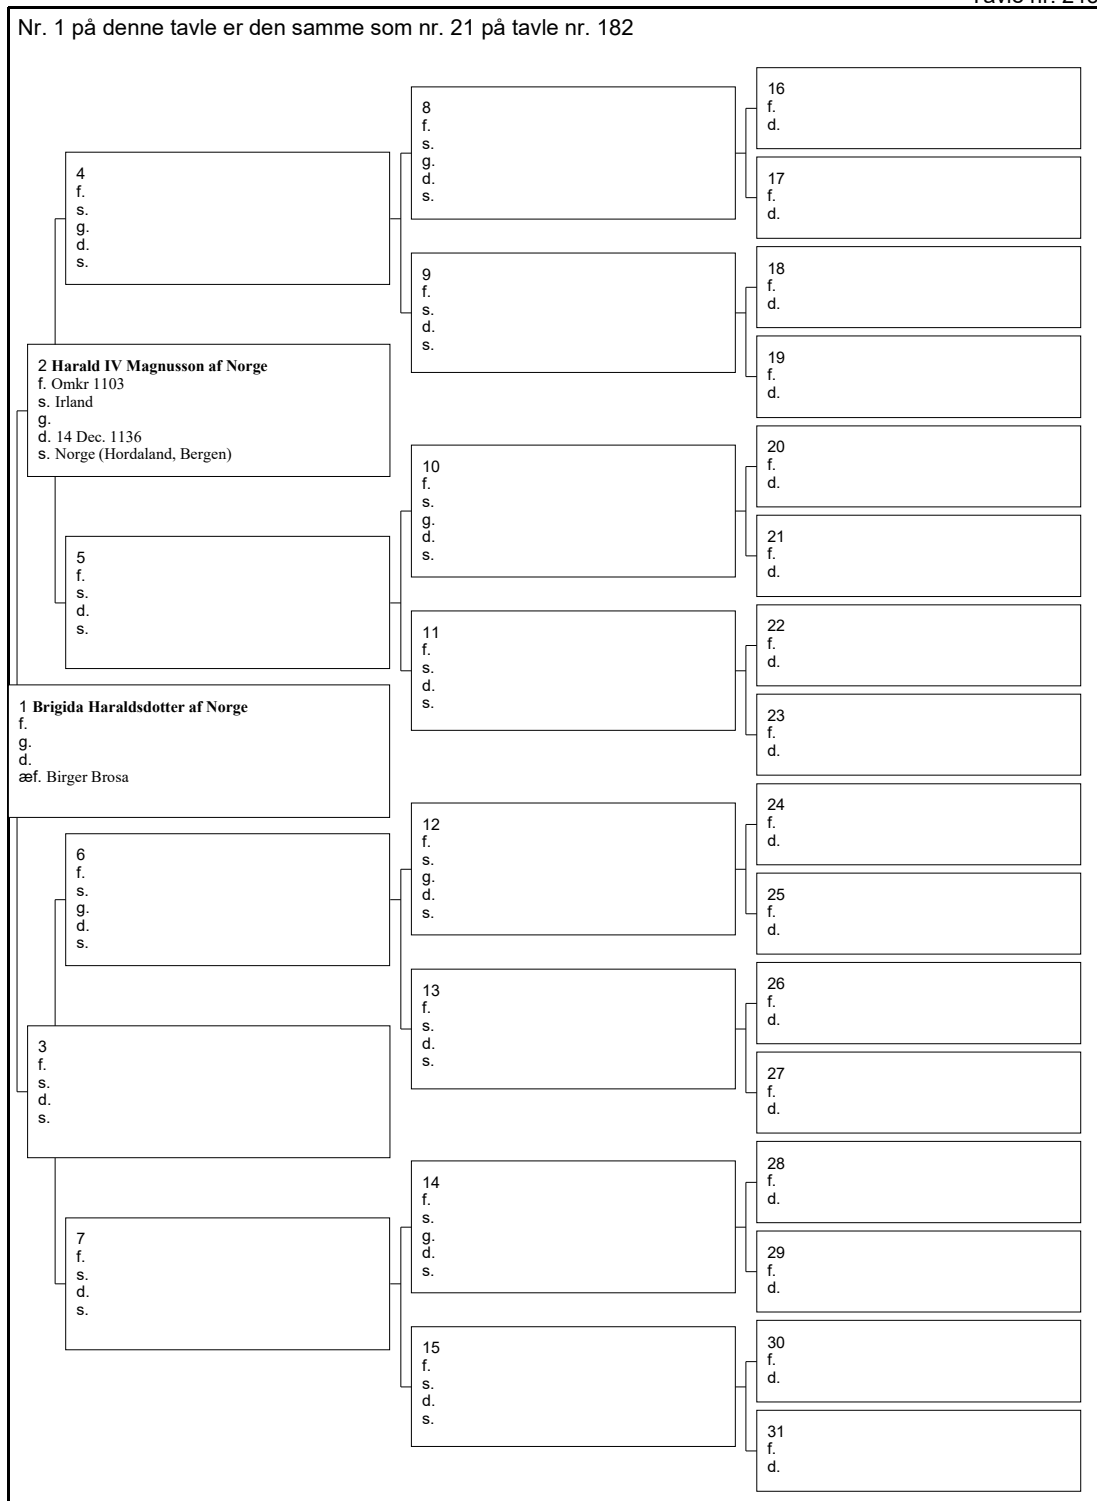 Nr. 1 på denne tavle er den samme som nr. 21 på tavle nr. 182
16
f.
d.
8
f.
s.
g.
d.
s.
17
f.
d.
4
f.
s.
g.
d.
s.
18
f.
d.
9
f.
s.
d.
s.
19
f.
d.
2 Harald IV Magnusson af Norge
f. Omkr 1103
s. Irland
g.
d. 14 Dec. 1136
s. Norge (Hordaland, Bergen)
20
f.
d.
10
f.
s.
g.
d.
s.
21
f.
d.
5
f.
s.
d.
s.
22
f.
d.
11
f.
s.
d.
s.
23
f.
d.
1 Brigida Haraldsdotter af Norge
f.
g.
d.
æf. Birger Brosa
24
f.
d.
12
f.
s.
g.
d.
s.
25
f.
d.
6
f.
s.
g.
d.
s.
26
f.
d.
13
f.
s.
d.
s.
27
f.
d.
3
f.
s.
d.
s.
28
f.
d.
14
f.
s.
g.
d.
s.
29
f.
d.
7
f.
s.
d.
s.
30
f.
d.
15
f.
s.
d.
s.
31
f.
d.